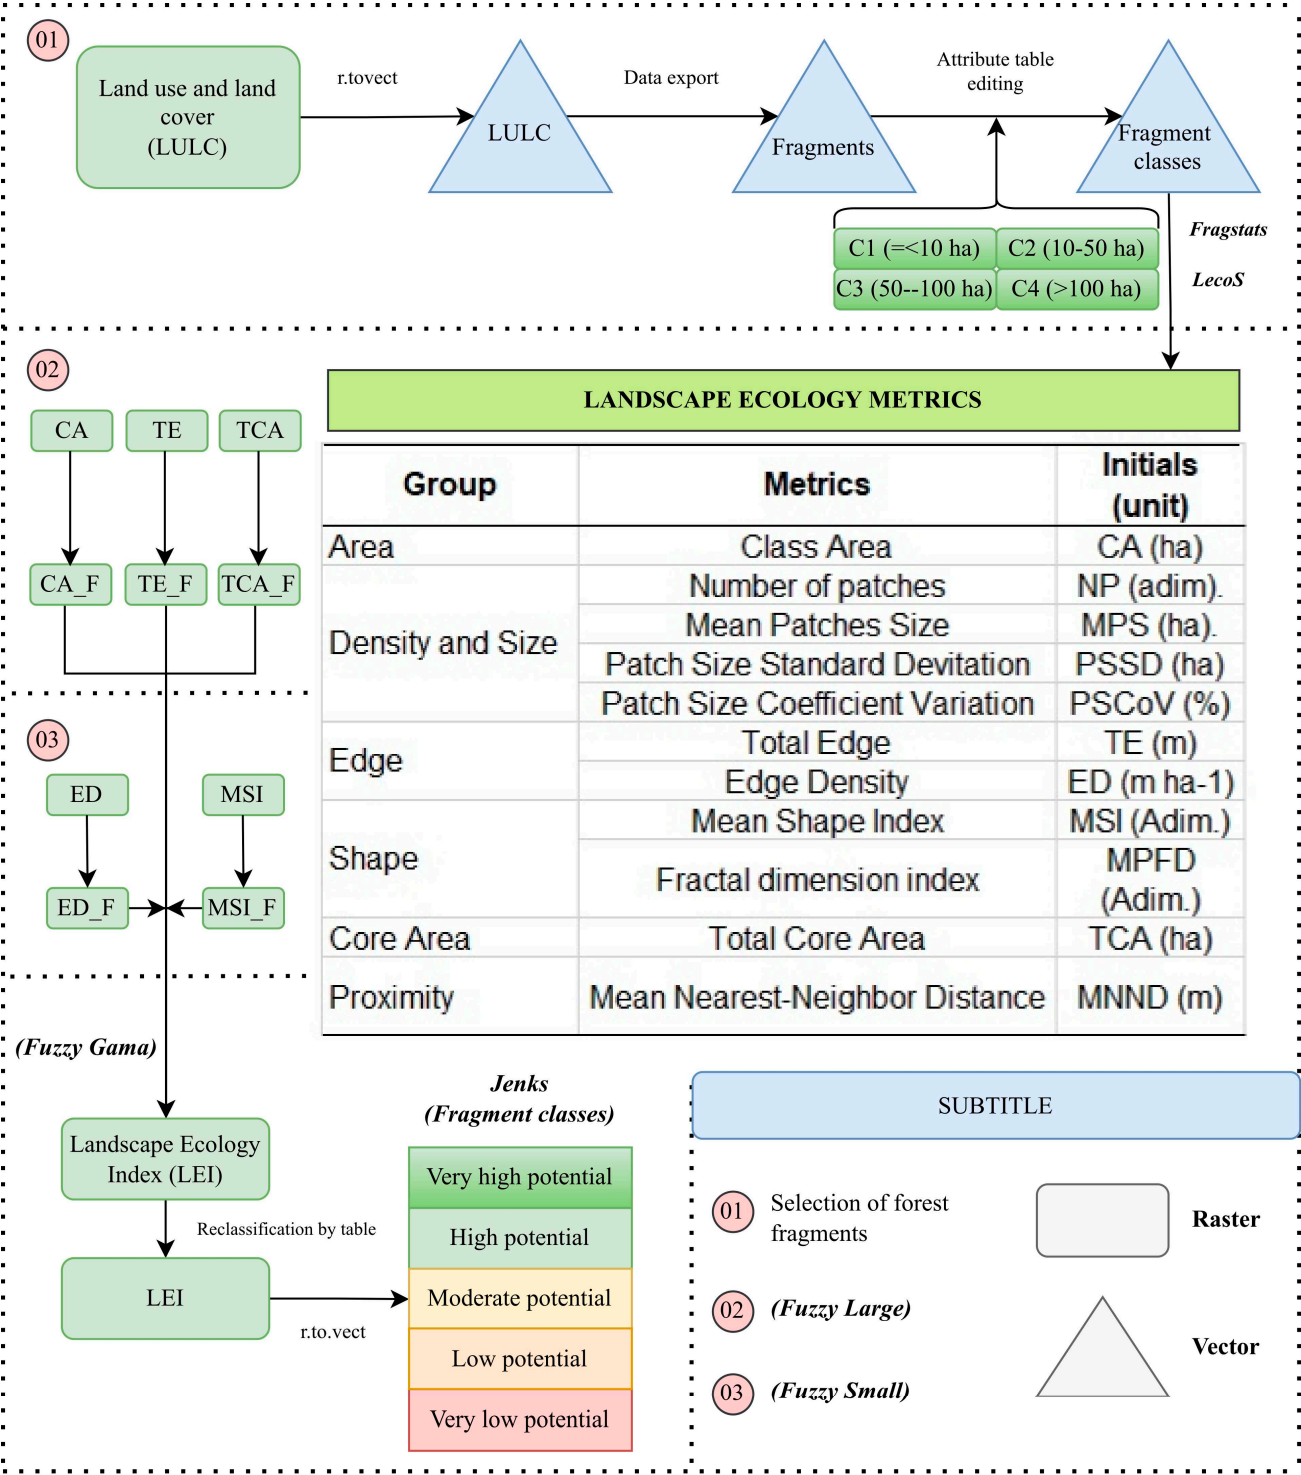 01
Land use and land
cover
(LULC)
r.tovect
LULC
Data export
Fragments
Attribute table
editing
Fragment
classes
C1 (=<10 ha)
C2 (10-50 ha)
C3 (50--100 ha)
C4 (>100 ha)
Fragstats
LecoS
02
CA
TE
TCA
CA_F
TE_F
TCA_F
03
ED
MSI
ED_F
MSI_F
LANDSCAPE ECOLOGY METRICS
Group
Metrics
Initials
(unit)
Area
Class Area
CA (ha)
Density and Size
Number of patches
NP (adim).
Mean Patches Size
MPS (ha).
Patch Size Standard Devitation
PSSD (ha)
Patch Size Coefficient Variation
PSCoV (%)
Edge
Total Edge
TE (m)
Edge Density
ED (m ha-1)
Shape
Mean Shape Index
MSI (Adim.)
Fractal dimension index
MPFD
(Adim.)
Core Area
Total Core Area
TCA (ha)
Proximity
Mean Nearest-Neighbor Distance
MNND (m)
(Fuzzy Gama)
Landscape Ecology
Index (LEI)
Reclassification by table
LEI
r.to.vect
Jenks
(Fragment classes)
Very high potential
High potential
Moderate potential
Low potential
Very low potential
SUBTITLE
01
Selection of forest
fragments
Raster
02
(Fuzzy Large)
Vector
03
(Fuzzy Small)